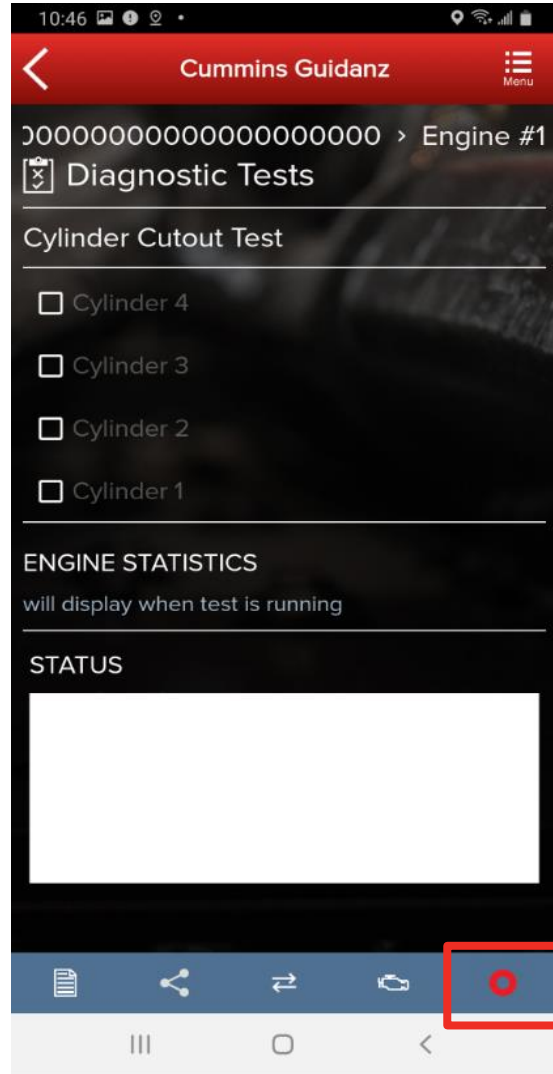 10:46
Cummins Guidanz
Menu
00000000000000000000 > Engine #1
Diagnostic Tests
Cylinder Cutout Test
Cylinder 4
Cylinder 3
Cylinder 2
Cylinder 1
ENGINE STATISTICS
will display when test is running
STATUS